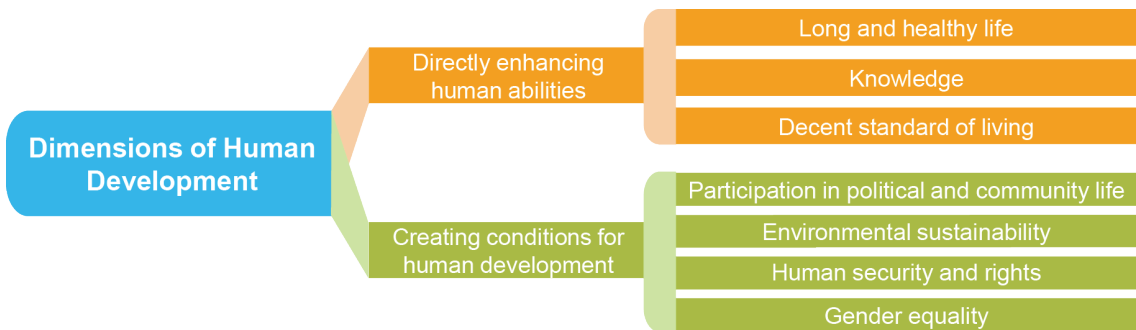 Dimensions of Human
Development
Directly enhancing
human abilities
Long and healthy life
Knowledge
Decent standard of living
Creating conditions for
human development
Participation in political and community life
Environmental sustainability
Human security and rights
Gender equality